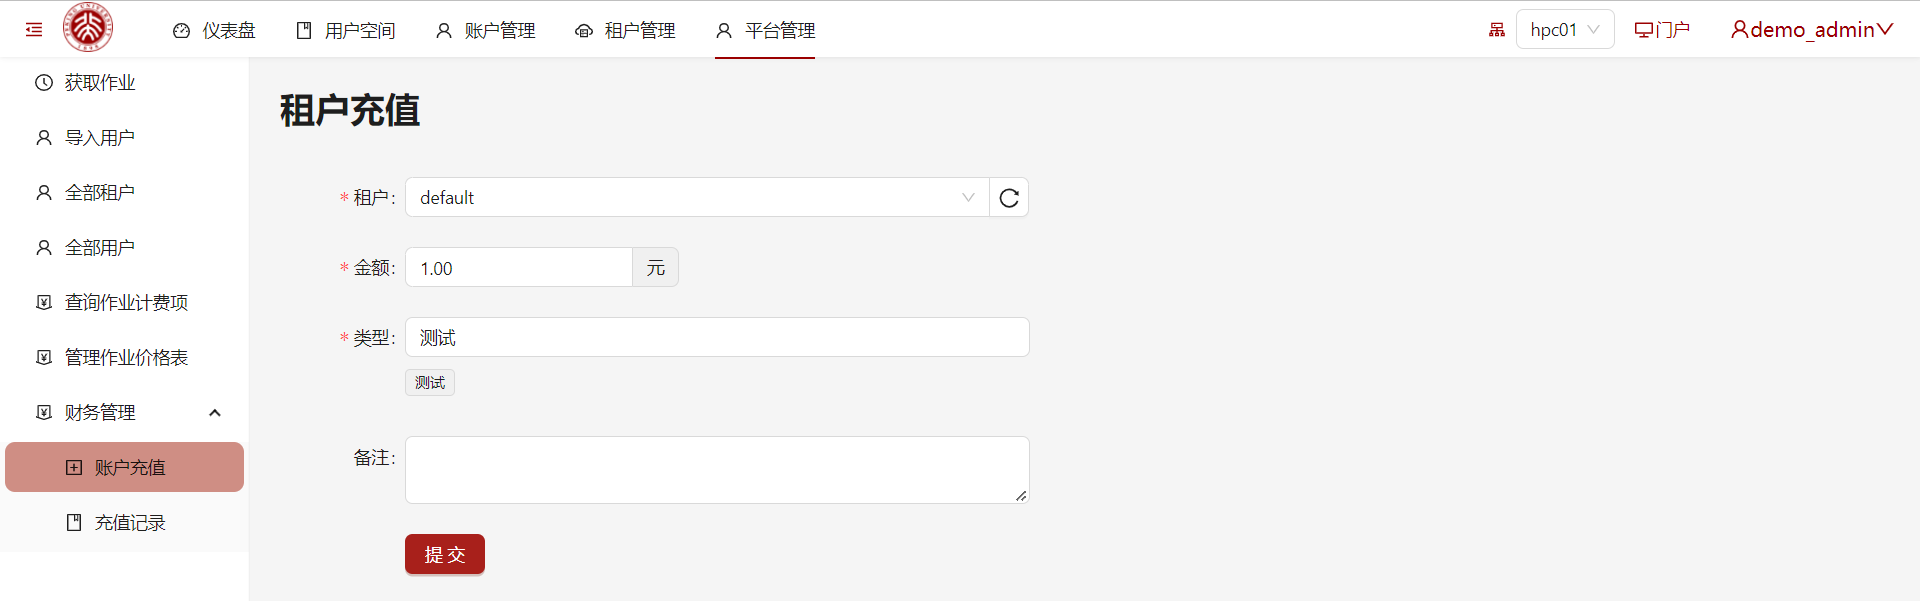 仪表盘 用户空间 账户管理 租户管理 平台管理 hpc01 门户 demo_admin
获取作业
导入用户
全部租户
全部用户
查询作业计费项
管理作业价格表
财务管理
账户充值
充值记录
租户充值
* 租户: default
* 金额: 1.00 元
* 类型: 测试
测试
备注:
提交